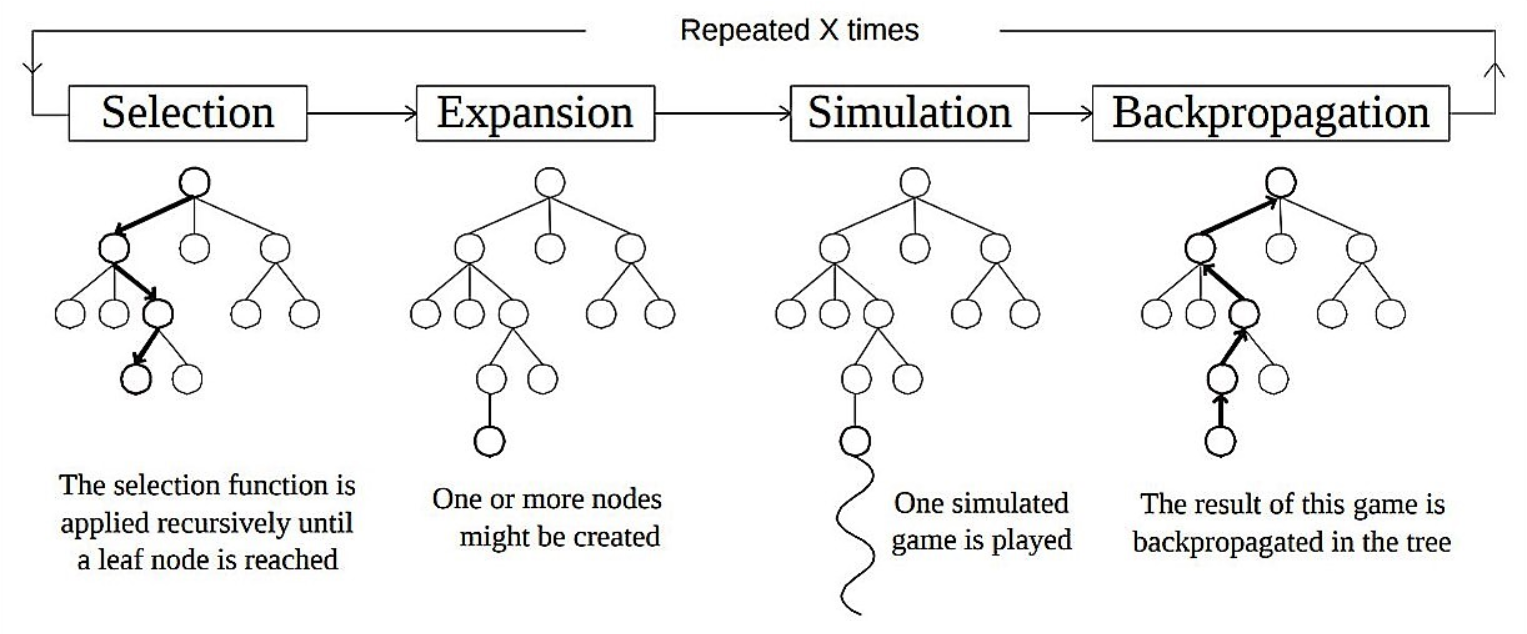 Repeated X times
Selection
Expansion
Simulation
Backpropagation
The selection function is
applied recursively until
a leaf node is reached
One or more nodes
might be created
One simulated
game is played
The result of this game is
backpropagated in the tree